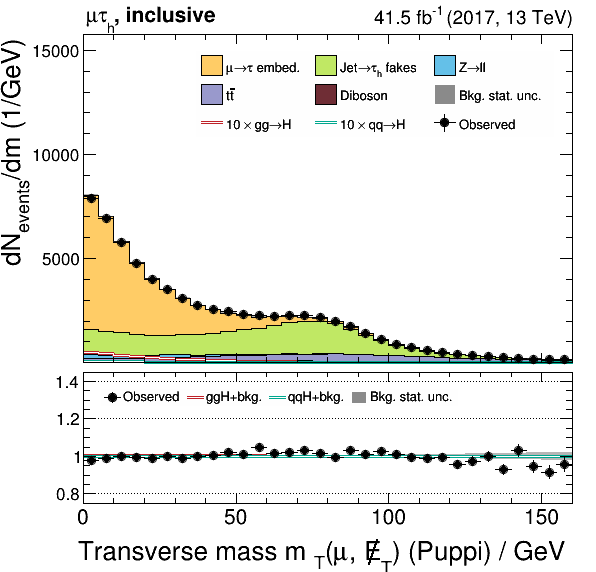 μτh, inclusive 41.5 fb-1 (2017, 13 TeV)
dNevents/dm (1/GeV)
15000
10000
5000
μ→τ embed. Jet→τh fakes Z→ll
tt̅ Diboson Bkg. stat. unc.
10 × gg→H 10 × qq→H Observed
1.4
1.2
1
0.8
Observed ggH+bkg. qqH+bkg. Bkg. stat. unc.
0 50 100 150
Transverse mass m T(μ, E̸T) (Puppi) / GeV